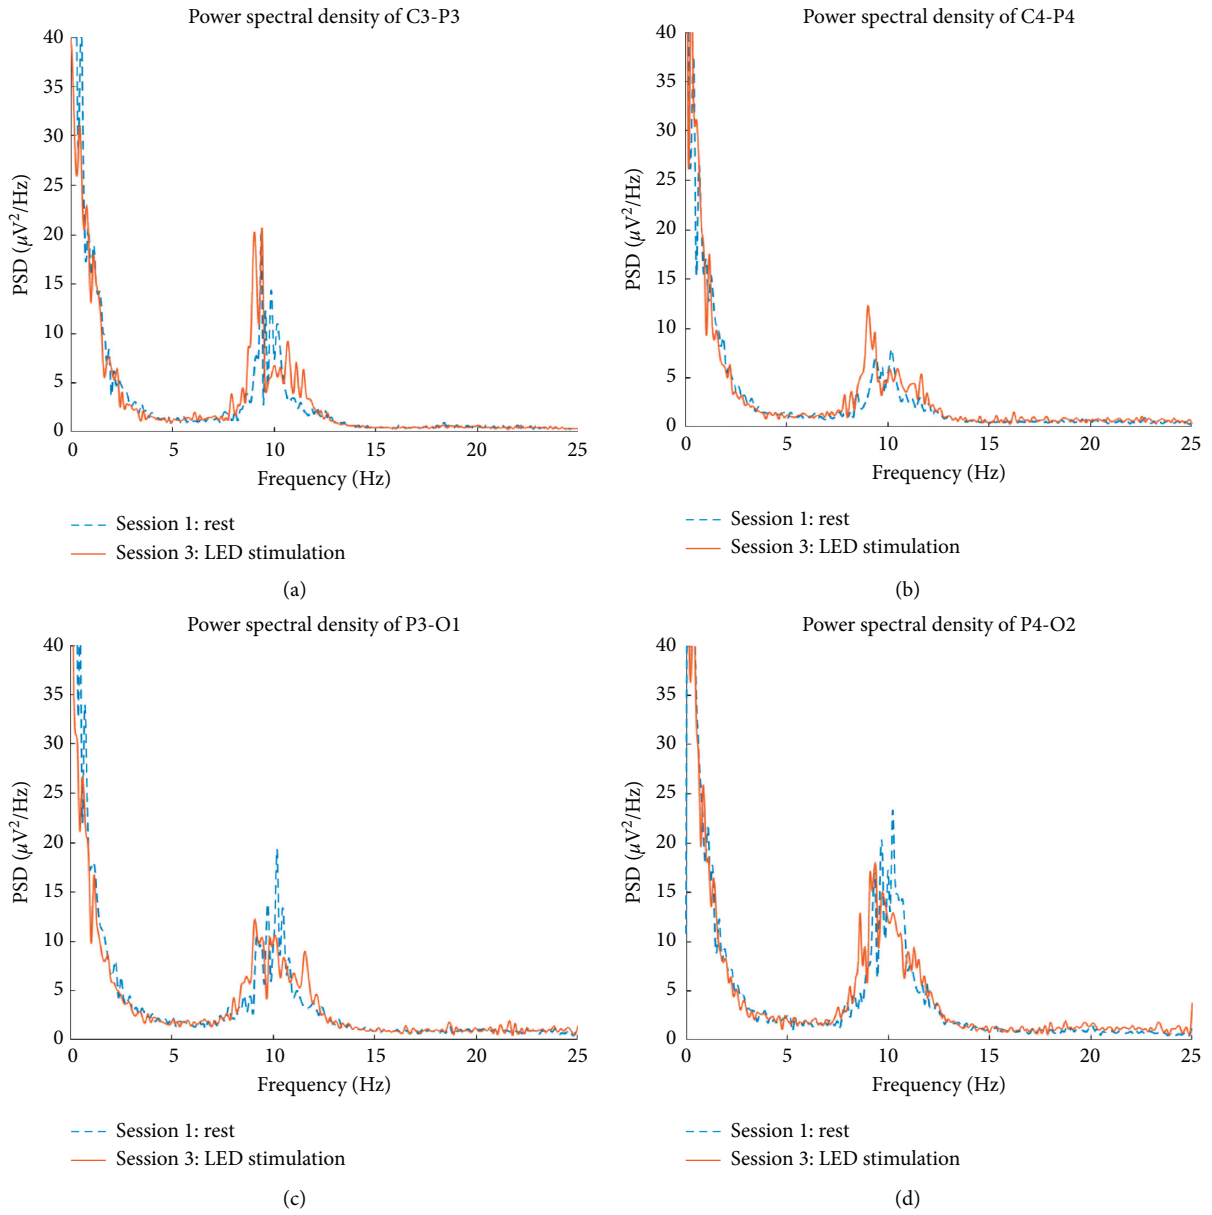 Power spectral density of C3-P3
40
35
30
25
20
15
10
5
0
PSD (μV²/Hz)
0 5 10 15 20 25
Frequency (Hz)
Session 1: rest
Session 3: LED stimulation
(a)
Power spectral density of C4-P4
40
35
30
25
20
15
10
5
0
PSD (μV²/Hz)
0 5 10 15 20 25
Frequency (Hz)
Session 1: rest
Session 3: LED stimulation
(b)
Power spectral density of P3-O1
40
35
30
25
20
15
10
5
0
PSD (μV²/Hz)
0 5 10 15 20 25
Frequency (Hz)
Session 1: rest
Session 3: LED stimulation
(c)
Power spectral density of P4-O2
40
35
30
25
20
15
10
5
0
PSD (μV²/Hz)
0 5 10 15 20 25
Frequency (Hz)
Session 1: rest
Session 3: LED stimulation
(d)